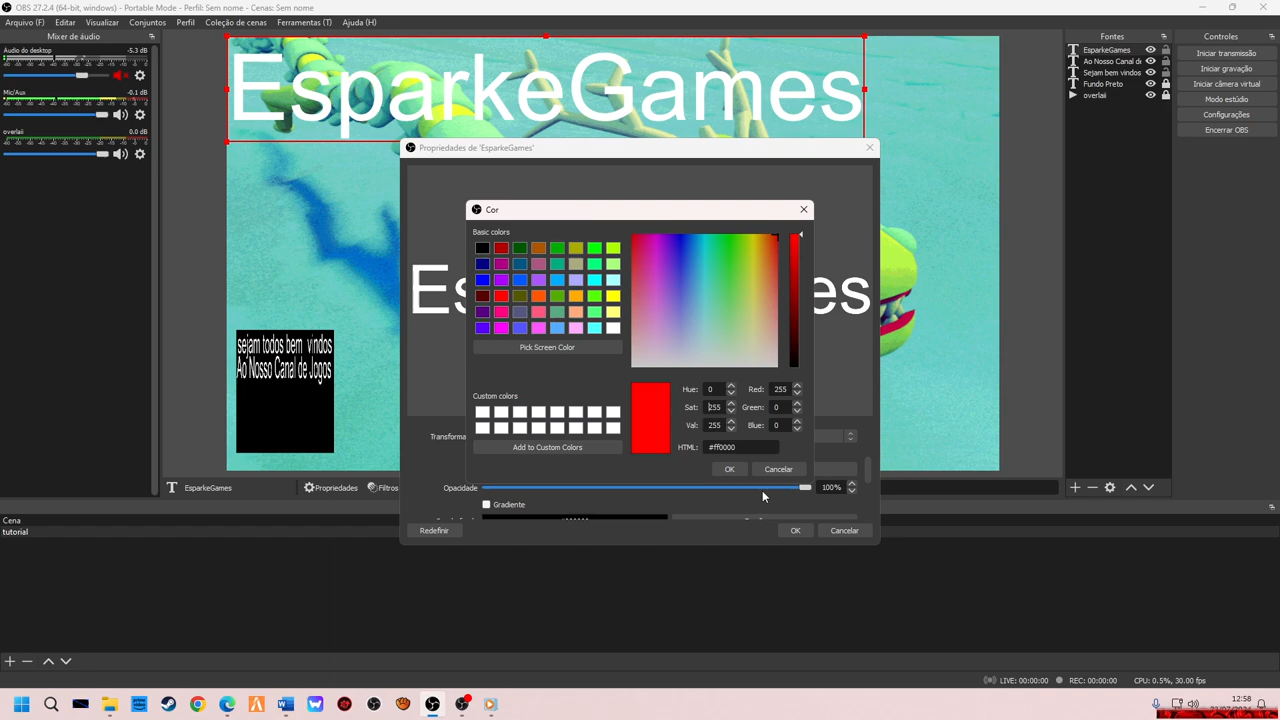 OBS 27.2.4 (64-bit, windows) - Portable Mode - Perfil: Sem nome - Cenas: Sem nome
Arquivo (F) Editar Visualizar Conjuntos Perfil Coleção de cenas Ferramentas (T) Ajuda (H)
Mixer de áudio
Áudio do desktop -5.3 dB
Mic/Aux -0.1 dB
overlaii 0.0 dB
EsparkeGames
sejam todos bem vindos
Ao Nosso Canal de Jogos
Fontes
EsparkeGames
Ao Nosso Canal d
Sejam bem vindos
Fundo Preto
overlaii
Controles
Iniciar transmissão
Iniciar gravação
Iniciar câmera virtual
Modo estúdio
Configurações
Encerrar OBS
Propriedades de 'EsparkeGames'
Es es
Cor
Basic colors
Pick Screen Color
Custom colors
Add to Custom Colors
Hue: 0 Red: 255
Sat: 255 Green: 0
Val: 255 Blue: 0
HTML: #ff0000
OK Cancelar
Transforma
Opacidade 100%
Gradiente
Redefinir OK Cancelar
EsparkeGames Propriedades Filtros
Cena
tutorial
LIVE: 00:00:00 REC: 00:00:00 CPU: 0.5%, 30.00 fps
12:58